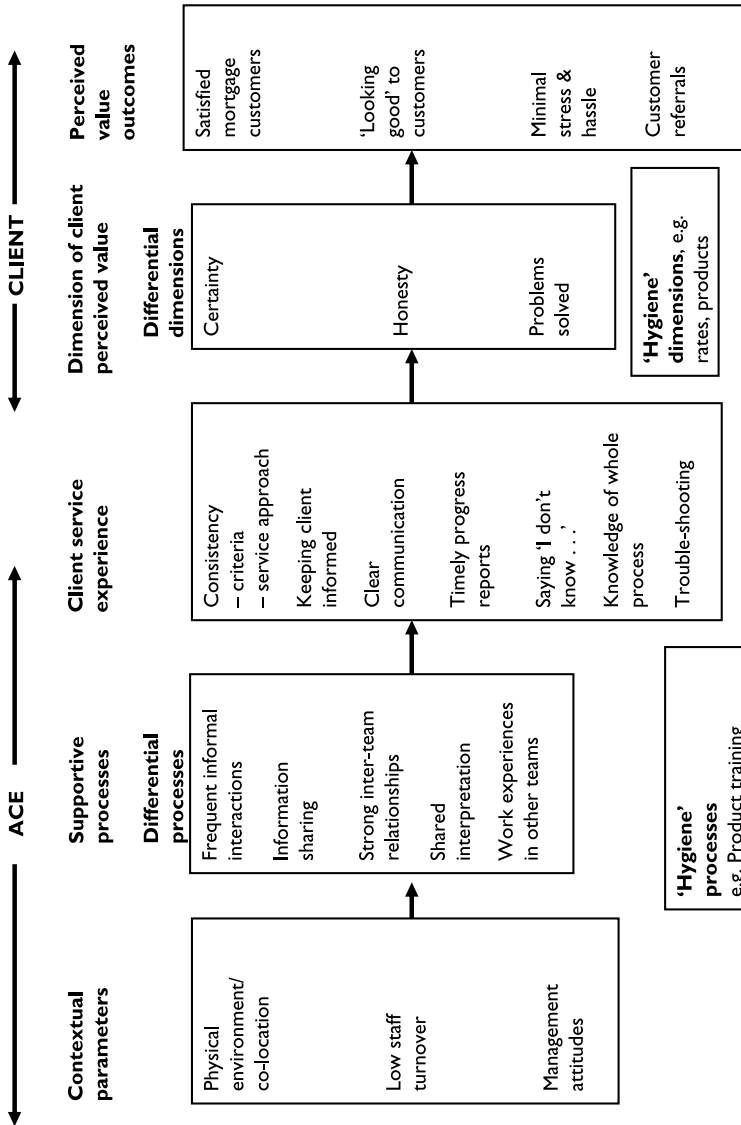 ACE
CLIENT
Contextual
parameters
Supportive
processes
Client service
experience
Dimension of client
perceived value
Perceived
value
outcomes
Physical
environment/
co-location
Low staff
turnover
Management
attitudes
Differential
processes
Frequent informal
interactions
Information
sharing
Strong inter-team
relationships
Shared
interpretation
Work experiences
in other teams
'Hygiene'
processes
e.g. Product training
Consistency
– criteria
– service approach
Keeping client
informed
Clear
communication
Timely progress
reports
Saying 'I don't
know . . .'
Knowledge of whole
process
Trouble-shooting
Differential
dimensions
Certainty
Honesty
Problems
solved
'Hygiene'
dimensions, e.g.
rates, products
Satisfied
mortgage
customers
'Looking
good' to
customers
Minimal
stress &
hassle
Customer
referrals